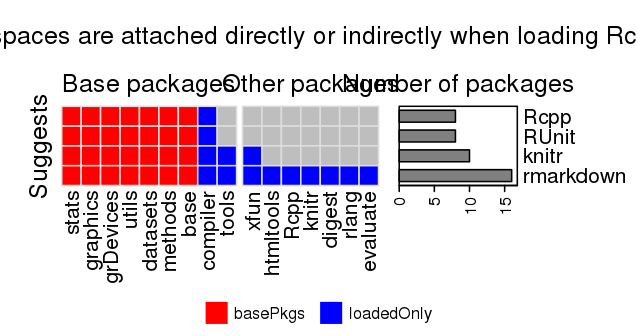 spaces are attached directly or indirectly when loading Rc
Base packages
Other packages
Number of packages
Suggests
Rcpp
RUnit
knitr
rmarkdown
stats
graphics
grDevices
utils
datasets
methods
base
compiler
tools
xfun
htmltools
Rcpp
knitr
digest
rlang
evaluate
0 5 10 15
basePkgs
loadedOnly